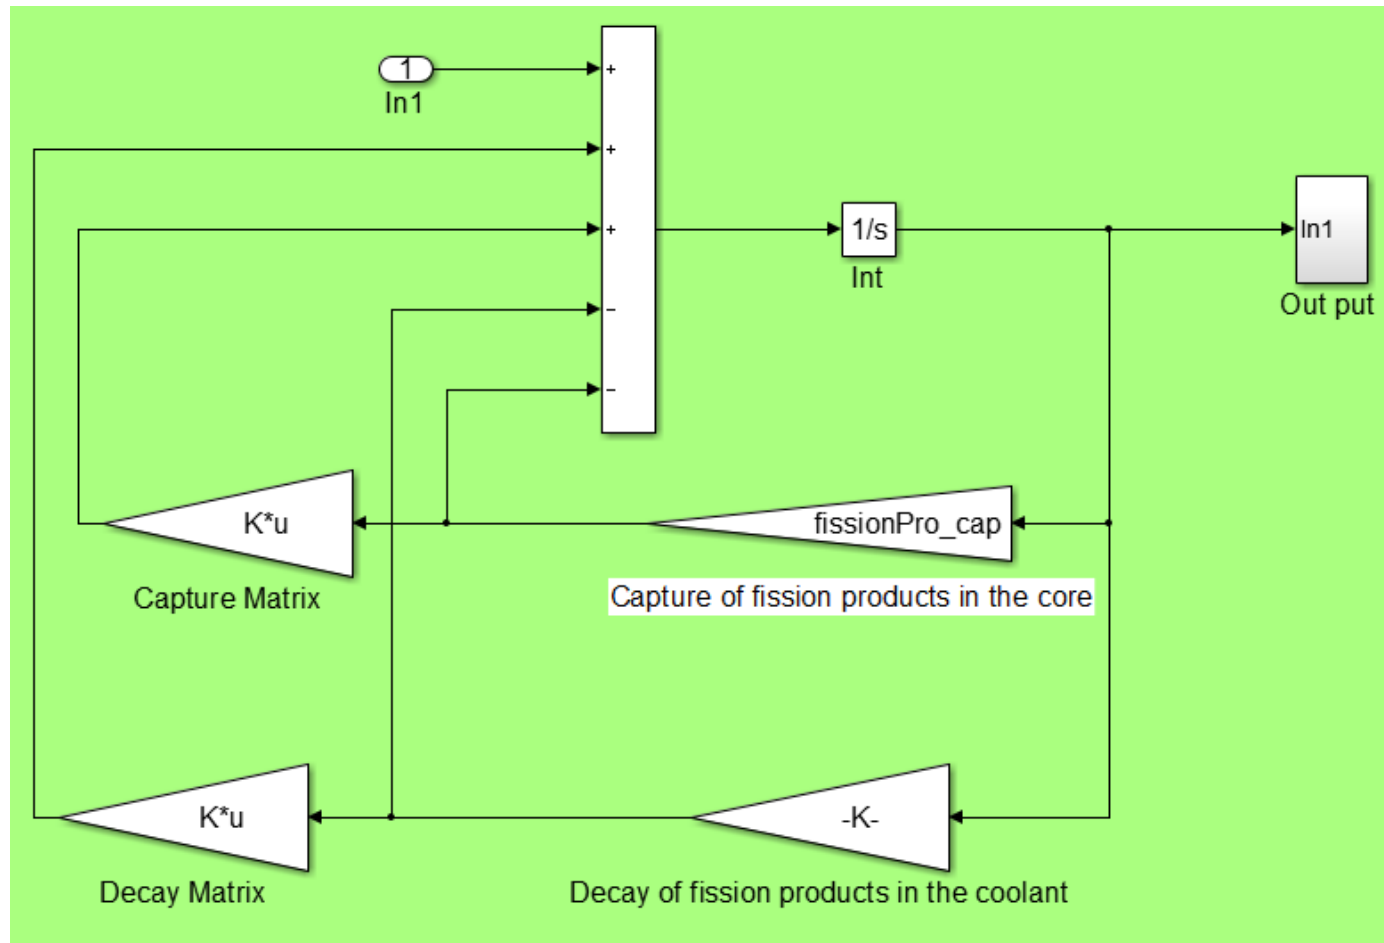 +
1
In1
+
+
1/s
Int
In1
Out put
−
−
K*u
Capture Matrix
fissionPro_cap
Capture of fission products in the core
K*u
Decay Matrix
-K-
Decay of fission products in the coolant